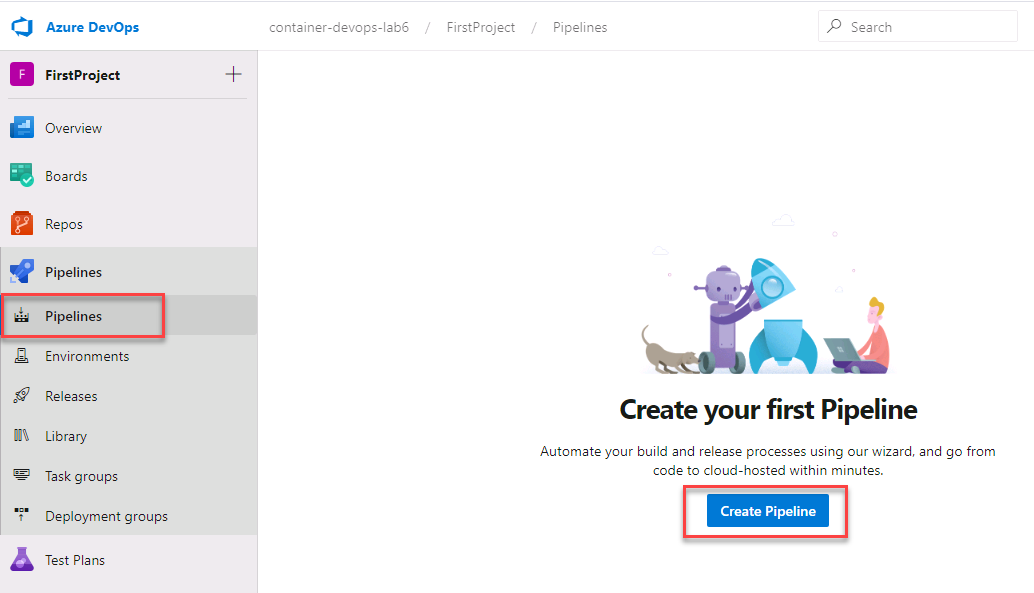 Azure DevOps
container-devops-lab6 / FirstProject / Pipelines
Search
F FirstProject
Overview
Boards
Repos
Pipelines
Pipelines
Environments
Releases
Library
Task groups
Deployment groups
Test Plans
Create your first Pipeline
Automate your build and release processes using our wizard, and go from
code to cloud-hosted within minutes.
Create Pipeline